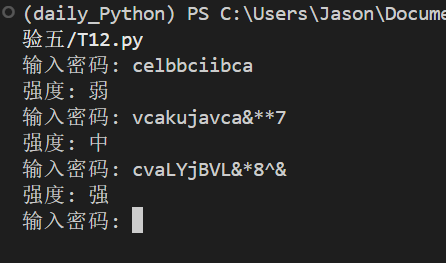 (daily_Python) PS C:\Users\Jason\Docume
验五/T12.py
输入密码: celbbciibca
强度: 弱
输入密码: vcakujavca&**7
强度: 中
输入密码: cvaLYjBVL&*8^&
强度: 强
输入密码: